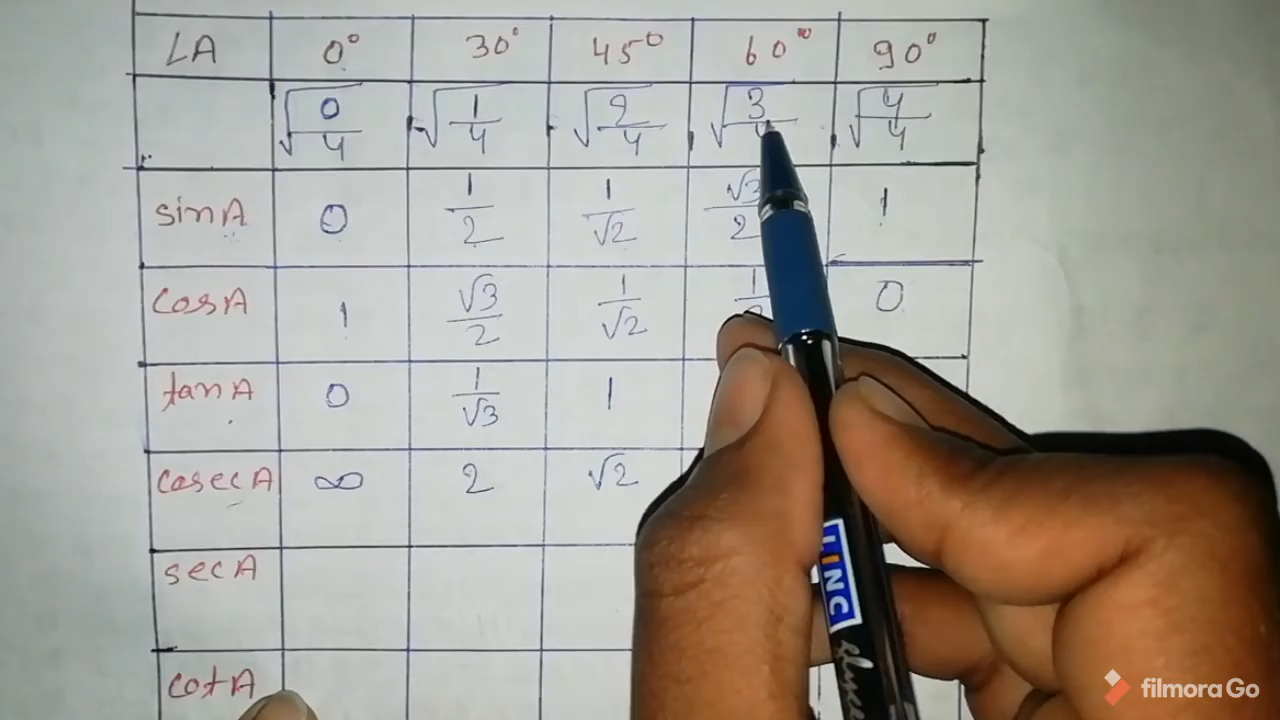 ∠A 0° 30° 45° 60° 90°
√0/4 √1/4 √2/4 √3/4 √4/4
sinA 0 1/2 1/√2 √3/2 1
cosA 1 √3/2 1/√2 0
tanA 0 1/√3 1
cosecA ∞ 2 √2
secA
cotA
LINC
filmoraGo